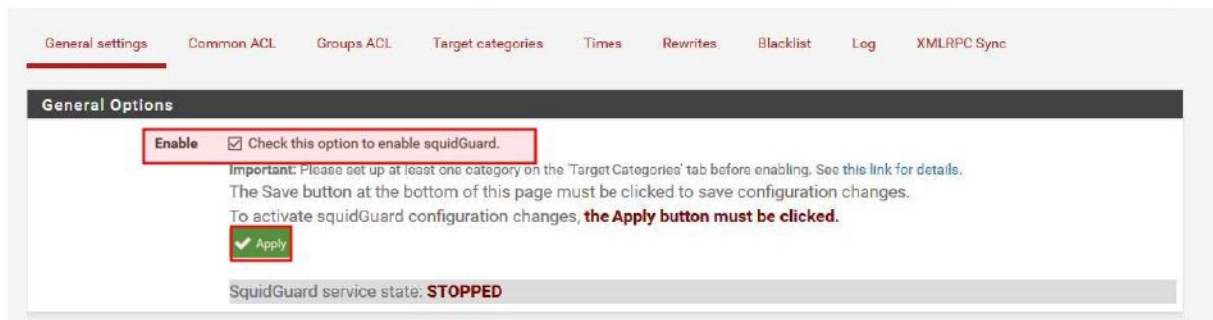 General settings Common ACL Groups ACL Target categories Times Rewrites Blacklist Log XMLRPC Sync
General Options
Enable Check this option to enable squidGuard.
Important: Please set up at least one category on the 'Target Categories' tab before enabling. See this link for details.
The Save button at the bottom of this page must be clicked to save configuration changes.
To activate squidGuard configuration changes, the Apply button must be clicked.
Apply
SquidGuard service state: STOPPED